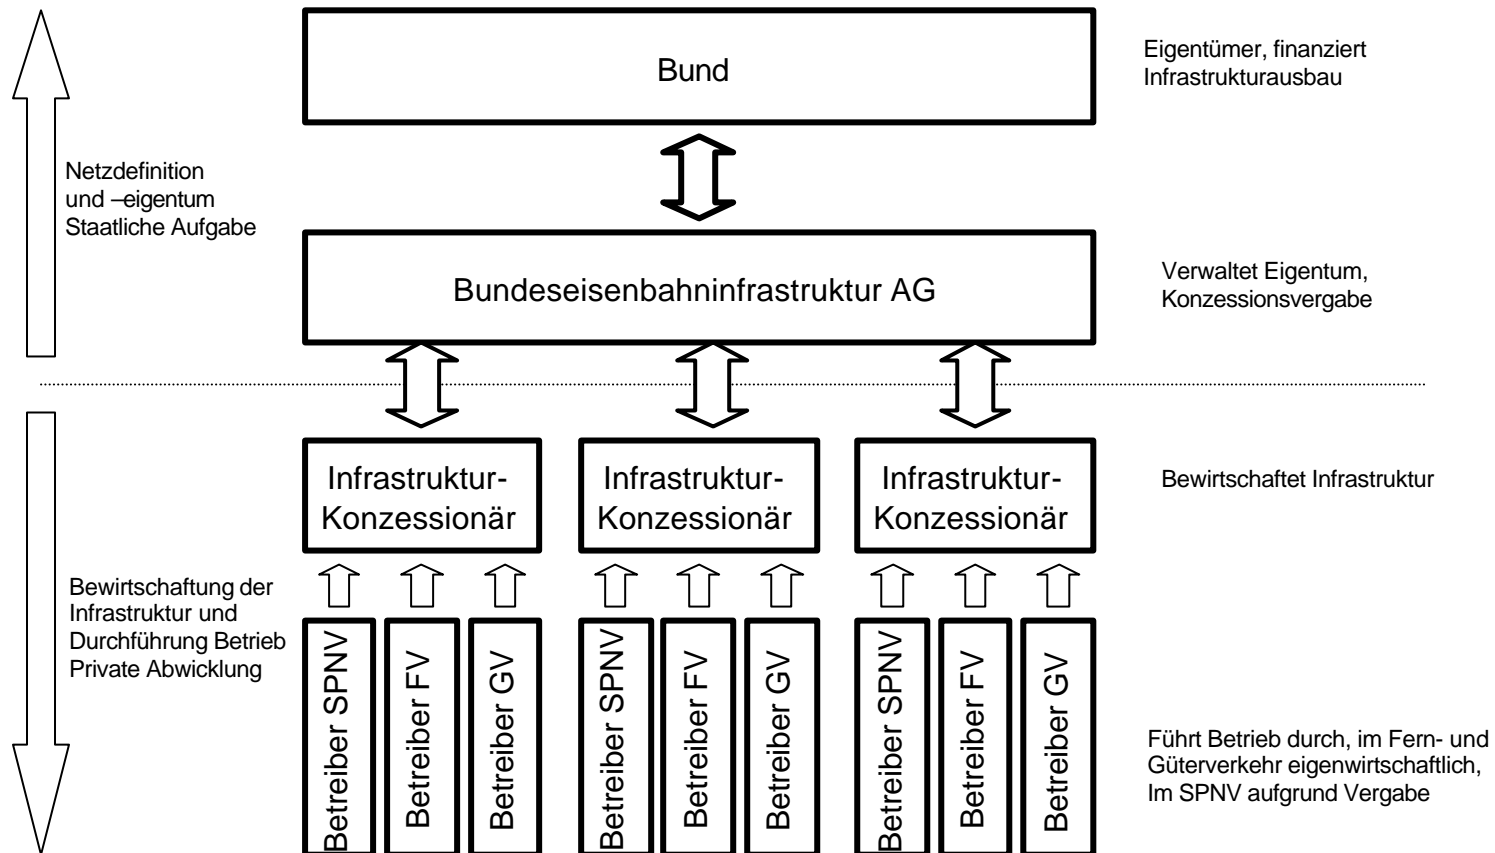 Bund
Eigentümer, finanziert
Infrastrukturausbau
Netzdefinition
und –eigentum
Staatliche Aufgabe
Bundeseisenbahninfrastruktur AG
Verwaltet Eigentum,
Konzessionsvergabe
Infrastruktur-
Konzessionär
Infrastruktur-
Konzessionär
Infrastruktur-
Konzessionär
Bewirtschaftet Infrastruktur
Bewirtschaftung der
Infrastruktur und
Durchführung Betrieb
Private Abwicklung
Betreiber SPNV
Betreiber FV
Betreiber GV
Betreiber SPNV
Betreiber FV
Betreiber GV
Betreiber SPNV
Betreiber FV
Betreiber GV
Führt Betrieb durch, im Fern- und
Güterverkehr eigenwirtschaftlich,
Im SPNV aufgrund Vergabe